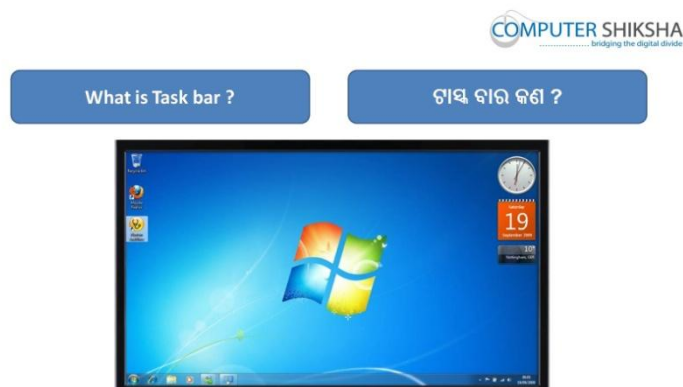 COMPUTER SHIKSHA
bridging the digital divide
What is Task bar ?
ଟାସ୍କ ବାର କଣ ?
19